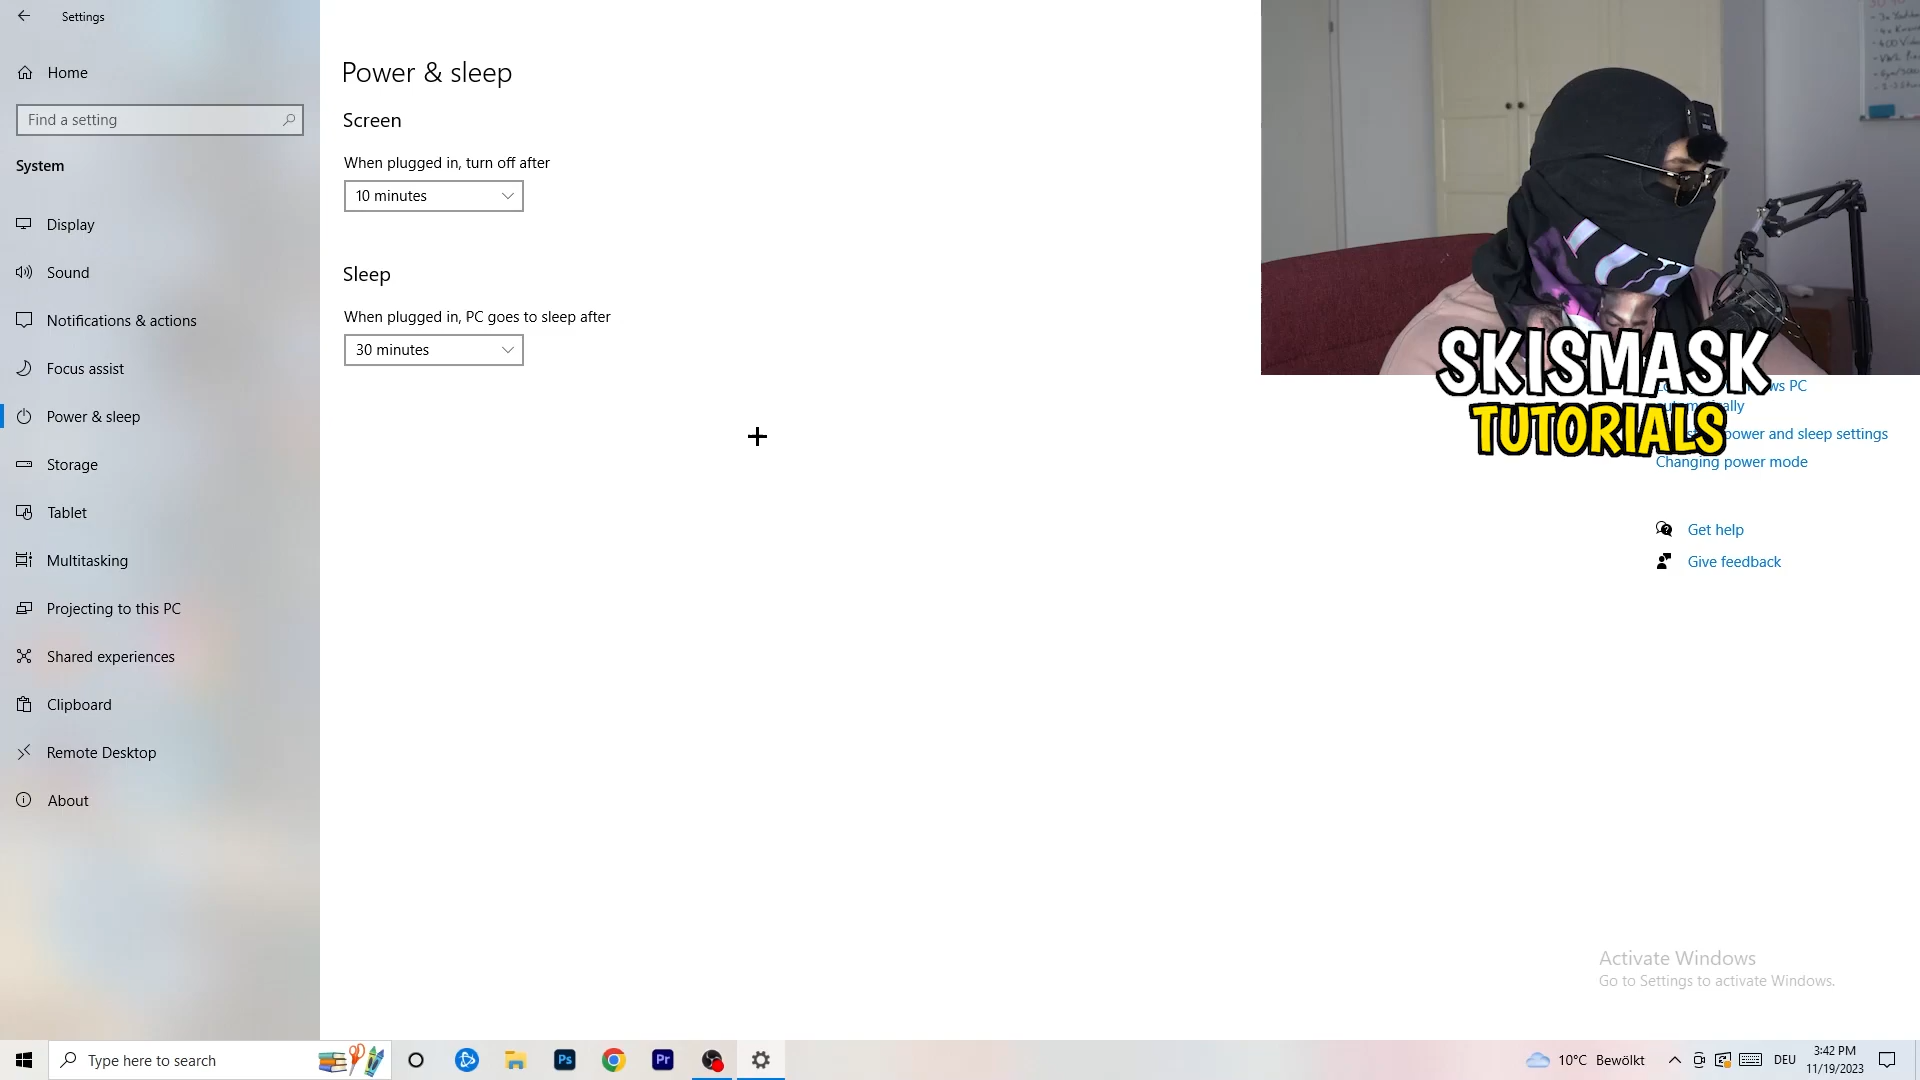 Settings
Home
Find a setting
System
Display
Sound
Notifications & actions
Focus assist
Power & sleep
Storage
Tablet
Multitasking
Projecting to this PC
Shared experiences
Clipboard
Remote Desktop
About
Power & sleep
Screen
When plugged in, turn off after
10 minutes
Sleep
When plugged in, PC goes to sleep after
30 minutes
SKISMASK
TUTORIALS
PC
power and sleep settings
Changing power mode
Get help
Give feedback
Activate Windows
Go to Settings to activate Windows.
Type here to search
Ps
Pr
10°C Bewölkt
DEU
3:42 PM
11/19/2023